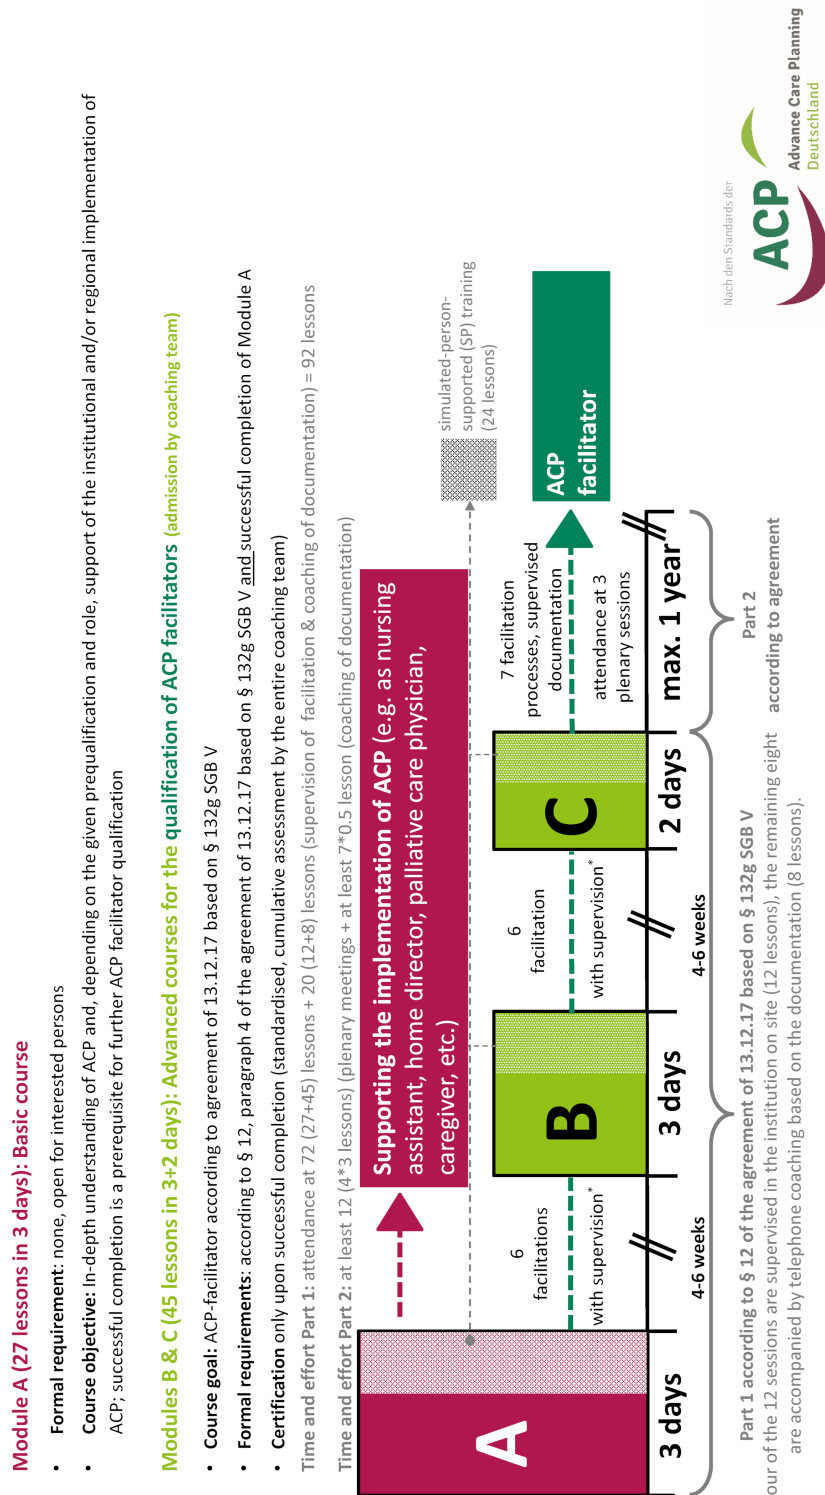 Module A (27 lessons in 3 days): Basic course
• Formal requirement: none, open for interested persons
• Course objective: In-depth understanding of ACP and, depending on the given prequalification and role, support of the institutional and/or regional implementation of
ACP; successful completion is a prerequisite for further ACP facilitator qualification
Modules B & C (45 lessons in 3+2 days): Advanced courses for the qualification of ACP facilitators (admission by coaching team)
• Course goal: ACP-facilitator according to agreement of 13.12.17 based on § 132g SGB V
• Formal requirements: according to § 12, paragraph 4 of the agreement of 13.12.17 based on § 132g SGB V and successful completion of Module A
• Certification only upon successful completion (standardised, cumulative assessment by the entire coaching team)
Time and effort Part 1: attendance at 72 (27+45) lessons + 20 (12+8) lessons (supervision of facilitation & coaching of documentation) = 92 lessons
Time and effort Part 2: at least 12 (4*3 lessons) (plenary meetings + at least 7*0.5 lesson (coaching of documentation)
Supporting the implementation of ACP (e.g. as nursing
assistant, home director, palliative care physician,
caregiver, etc.)
simulated-person-
supported (SP) training
(24 lessons)
A
6
facilitations
with supervision*
B
6
facilitation
with supervision*
C
7 facilitation
processes, supervised
documentation
attendance at 3
plenary sessions
ACP
facilitator
3 days
3 days
2 days
max. 1 year
4-6 weeks
4-6 weeks
Part 1 according to § 12 of the agreement of 13.12.17 based on § 132g SGB V
our of the 12 sessions are supervised in the institution on site (12 lessons), the remaining eight
are accompanied by telephone coaching based on the documentation (8 lessons).
Part 2
according to agreement
Nach den Standards der
ACP
Advance Care Planning
Deutschland